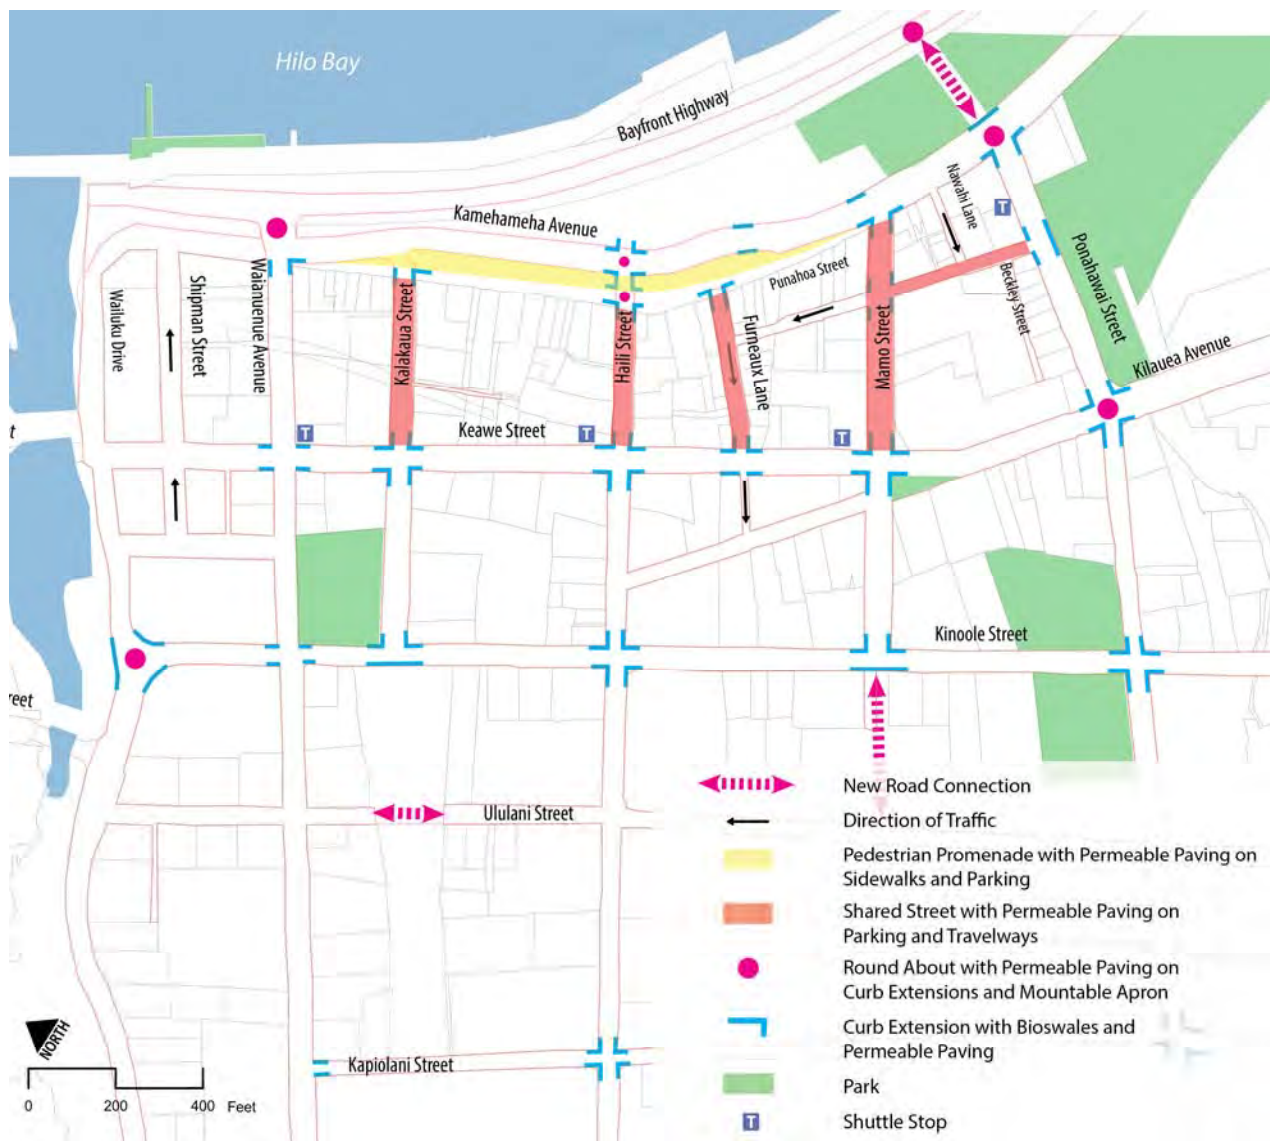 Hilo Bay
Bayfront Highway
Kamehameha Avenue
Nawahi Lane
T
Ponahawai Street
Punahoa Street
Beckley Street
Wailuku Drive
Shipman Street
Waianuenue Avenue
Kalakaua Street
Haili Street
Furneaux Lane
Mamo Street
Kilauea Avenue
T
Keawe Street
T
T
t
Kinoole Street
reet
Ululani Street
Kapiolani Street
NORTH
0 200 400 Feet
New Road Connection
Direction of Traffic
Pedestrian Promenade with Permeable Paving on
Sidewalks and Parking
Shared Street with Permeable Paving on
Parking and Travelways
Round About with Permeable Paving on
Curb Extensions and Mountable Apron
Curb Extension with Bioswales and
Permeable Paving
Park
T
Shuttle Stop